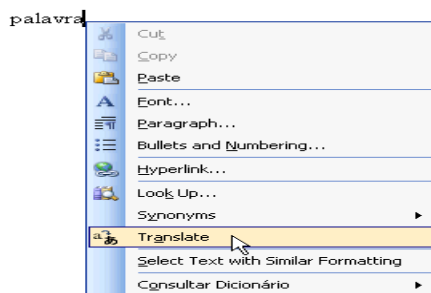 palavra
Cut
Copy
Paste
Font...
Paragraph...
Bullets and Numbering...
Hyperlink...
Look Up...
Synonyms
Translate
Select Text with Similar Formatting
Consultar Dicionário